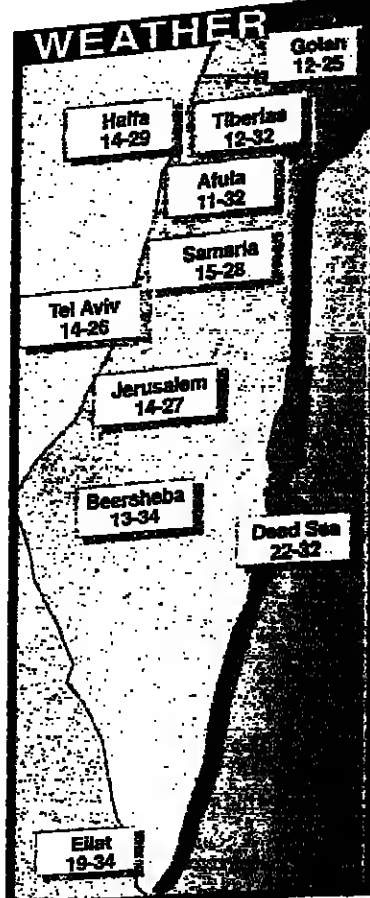 WEATHER
Golan
12-25
Haifa
14-29
Tiberias
12-32
Afula
11-32
Samaria
15-28
Tel Aviv
14-26
Jerusalem
14-27
Beersheba
13-34
Dead Sea
22-32
Eilat
19-34